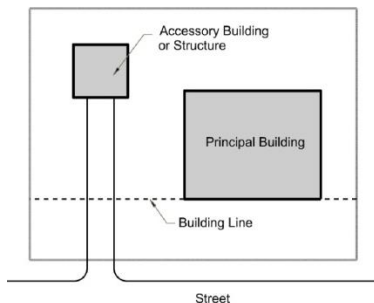 Accessory Building
or Structure
Principal Building
Building Line
Street